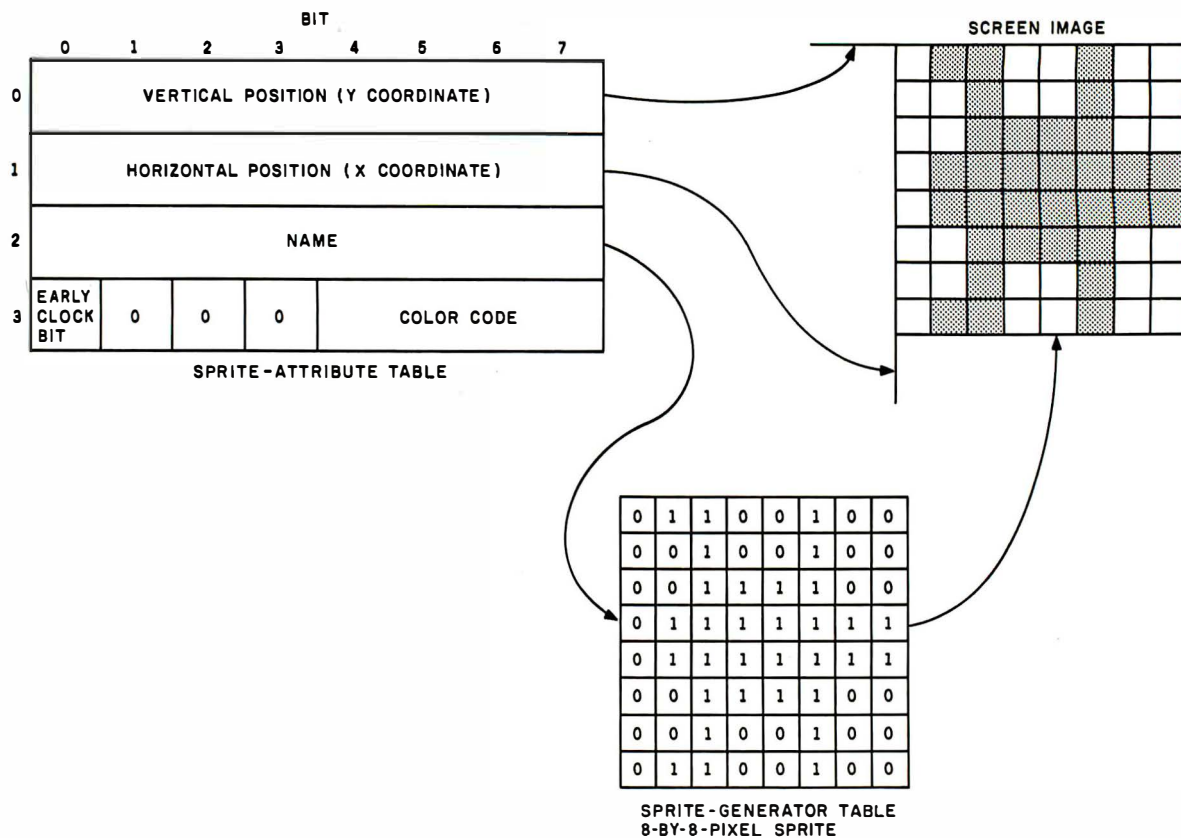 BIT
0 1 2 3 4 5 6 7
0 VERTICAL POSITION (Y COORDINATE)
1 HORIZONTAL POSITION (X COORDINATE)
2 NAME
3 EARLY CLOCK BIT 0 0 0 COLOR CODE
SPRITE-ATTRIBUTE TABLE
SCREEN IMAGE
0 1 1 0 0 1 0 0
0 0 1 0 0 1 0 0
0 0 1 1 1 1 0 0
0 1 1 1 1 1 1 1
0 1 1 1 1 1 1 1
0 0 1 1 1 1 0 0
0 0 1 0 0 1 0 0
0 1 1 0 0 1 0 0
SPRITE-GENERATOR TABLE
8-BY-8-PIXEL SPRITE